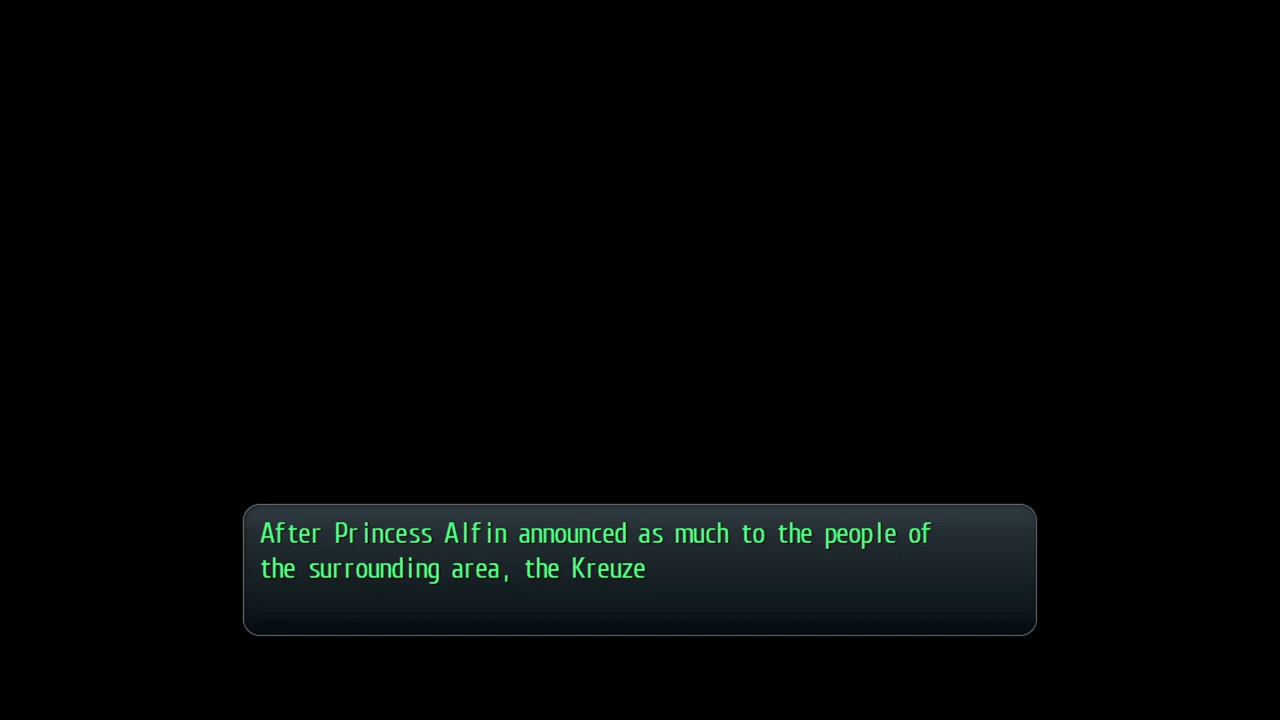 After Princess Alfin announced as much to the people of
the surrounding area, the Kreuze